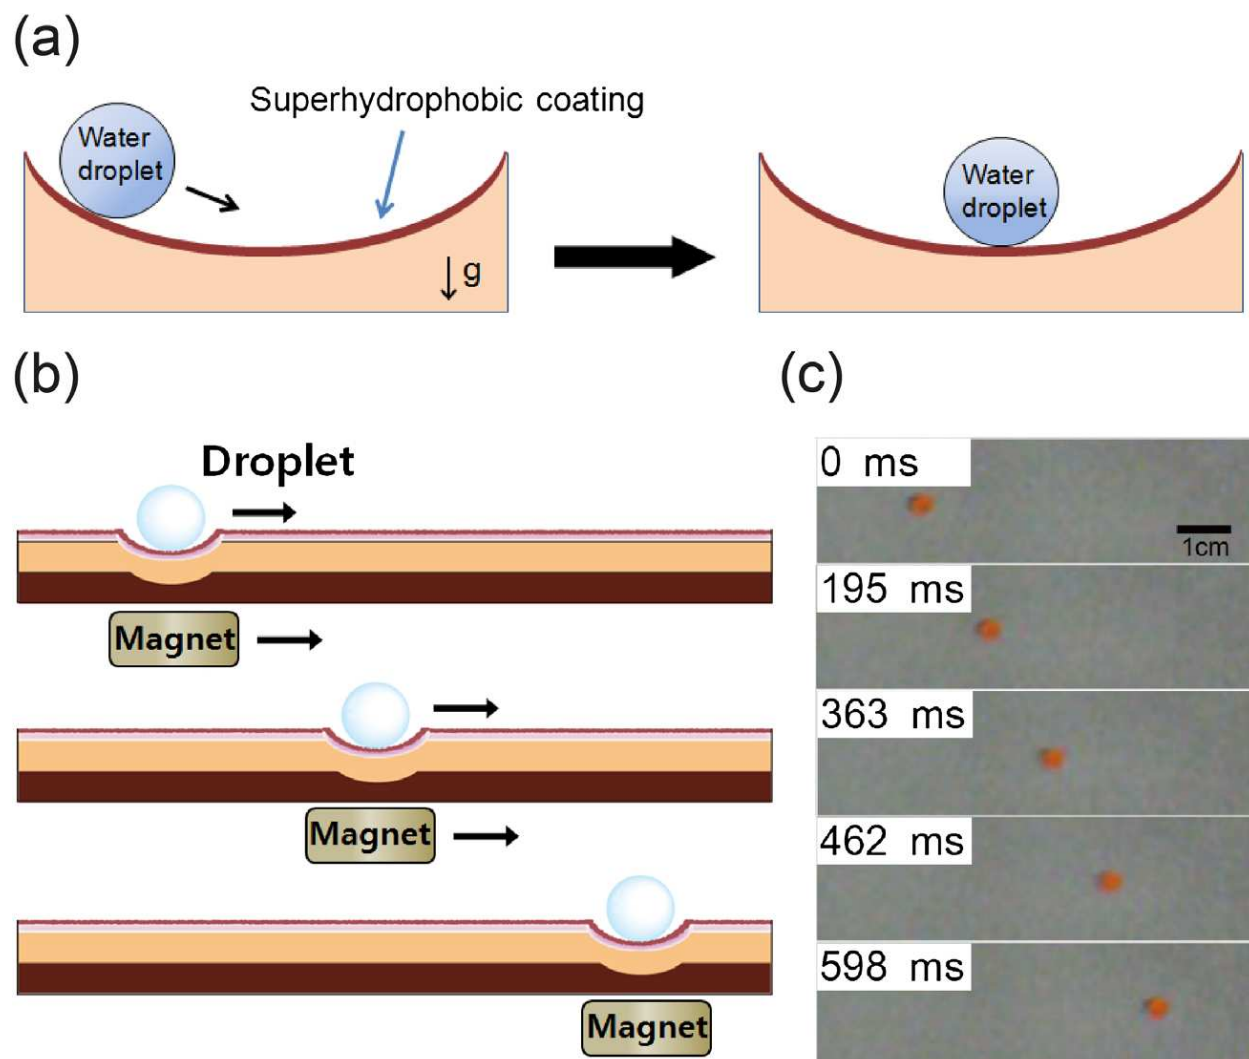 (a)
Superhydrophobic coating
Water
droplet
g
Water
droplet
(b)
Droplet
Magnet
Magnet
Magnet
(c)
0 ms
1cm
195 ms
363 ms
462 ms
598 ms